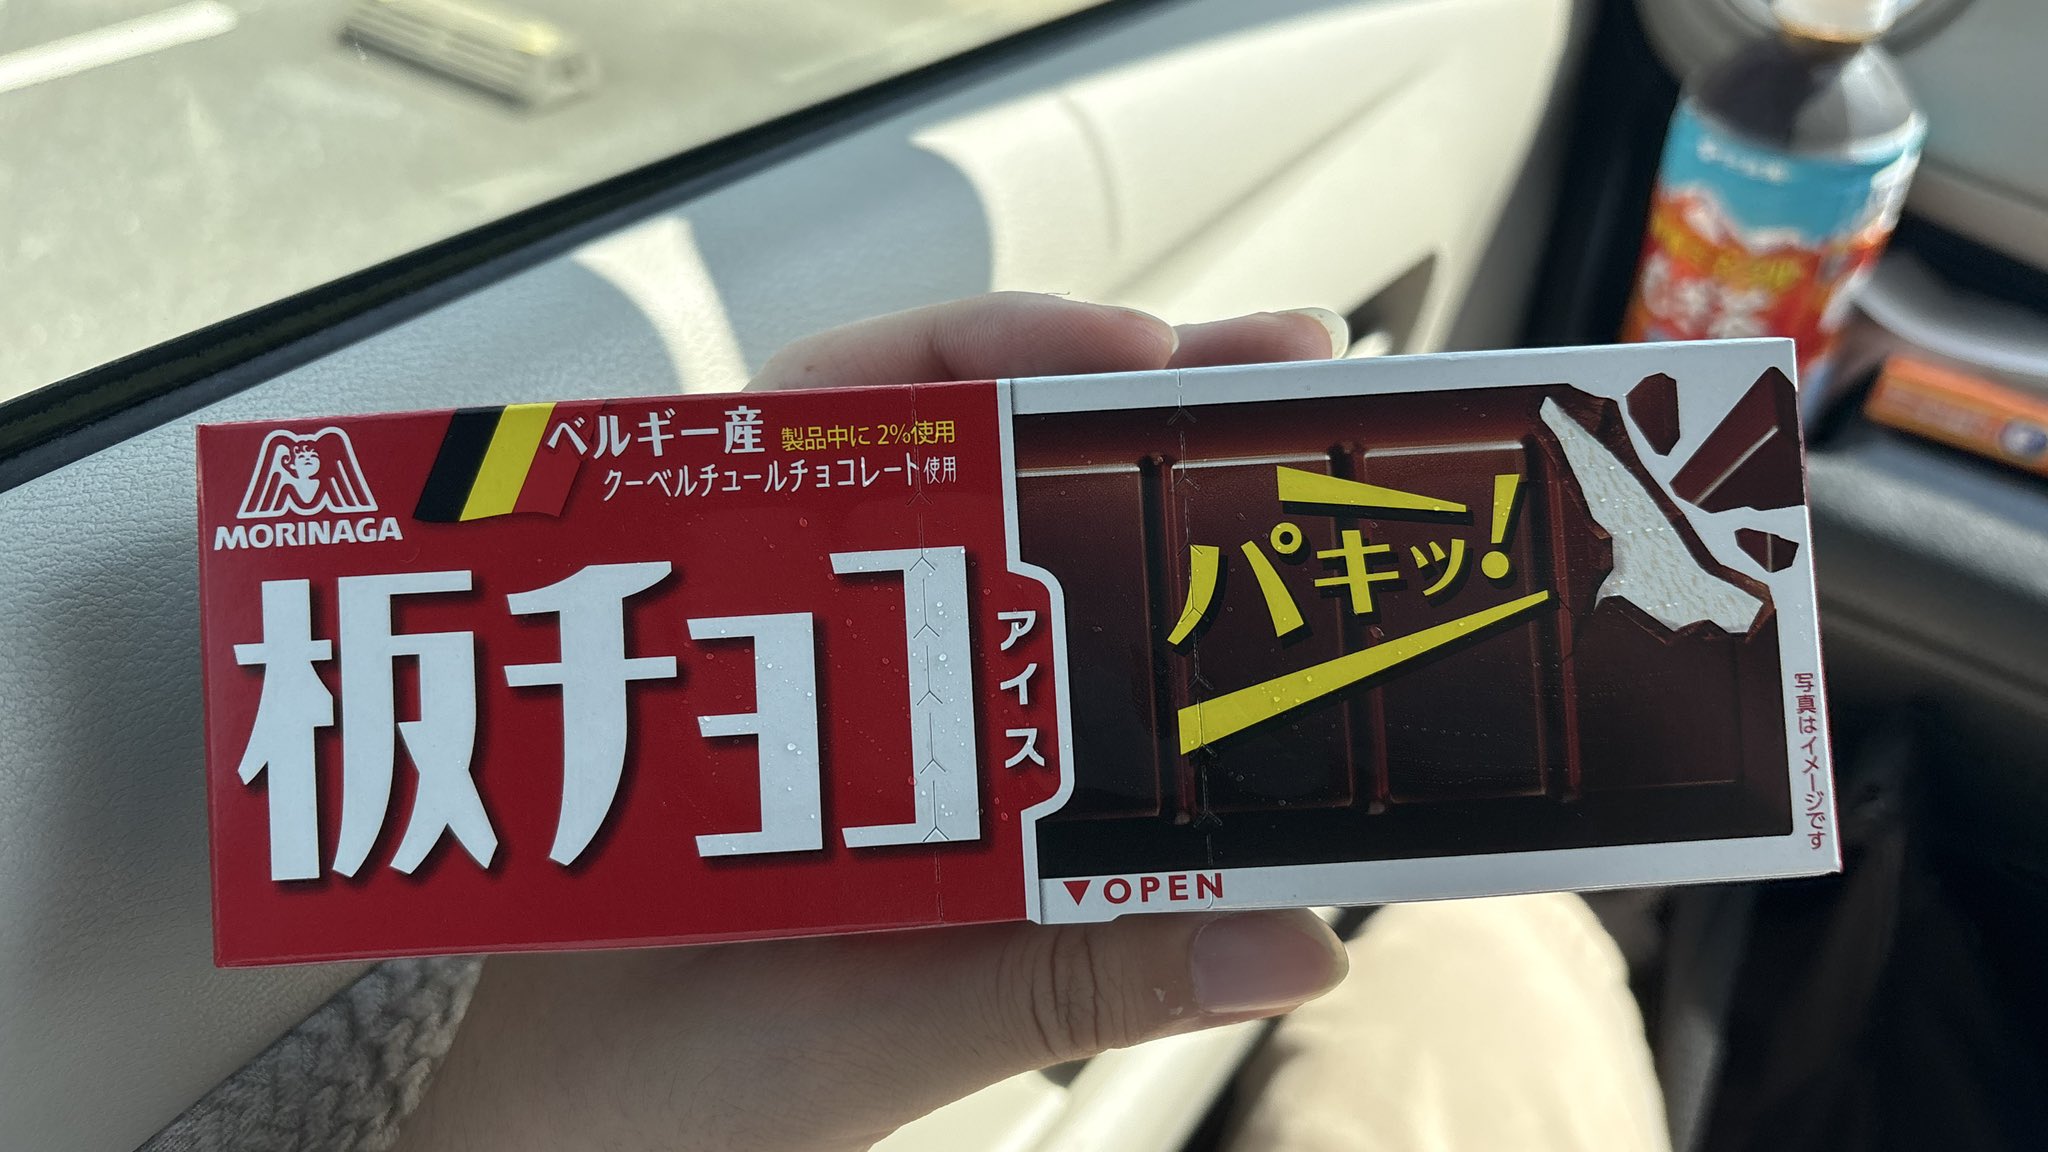 MORINAGA
ベルギー産 製品中に 2%使用
クーベルチュールチョコレート使用
板チョコ
アイス
パキッ!
▼OPEN
写真はイメージです